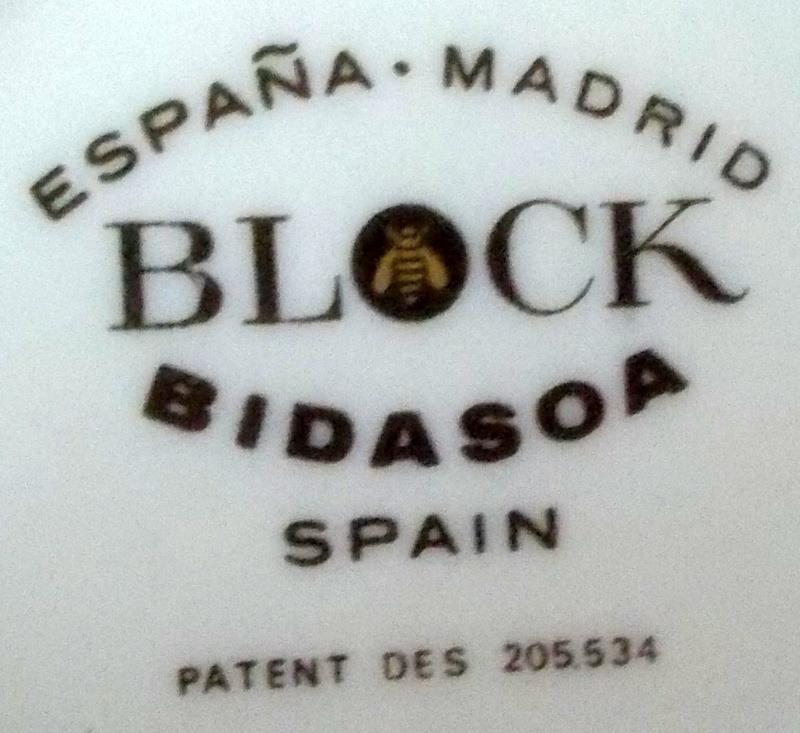 ESPAÑA · MADRID
BLOCK
BIDASOA
SPAIN
PATENT DES 205.534